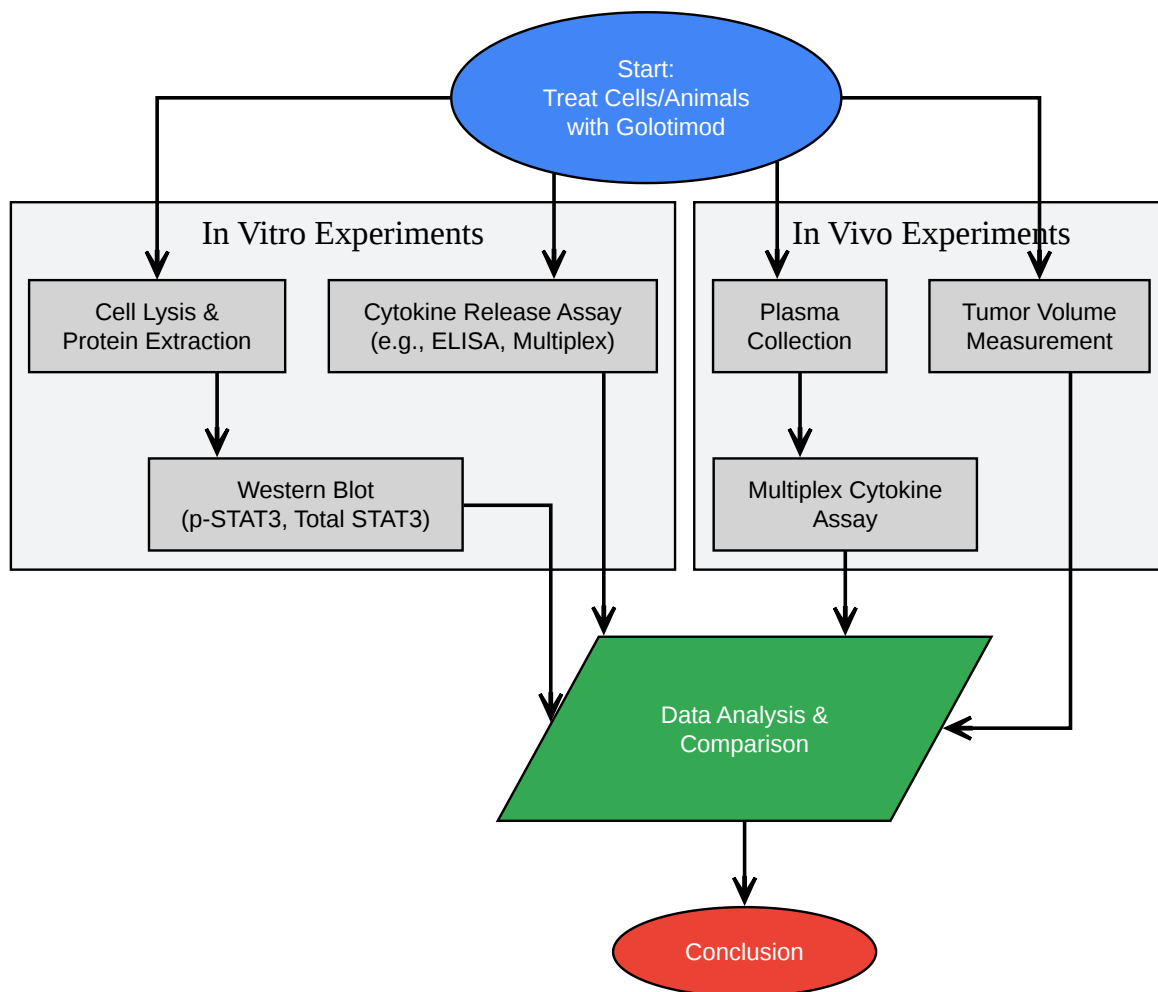 Start:
Treat Cells/Animals
with Golotimod
In Vitro Experiments
In Vivo Experiments
Cell Lysis &
Protein Extraction
Cytokine Release Assay
(e.g., ELISA, Multiplex)
Plasma
Collection
Tumor Volume
Measurement
Western Blot
(p-STAT3, Total STAT3)
Multiplex Cytokine
Assay
Data Analysis &
Comparison
Conclusion